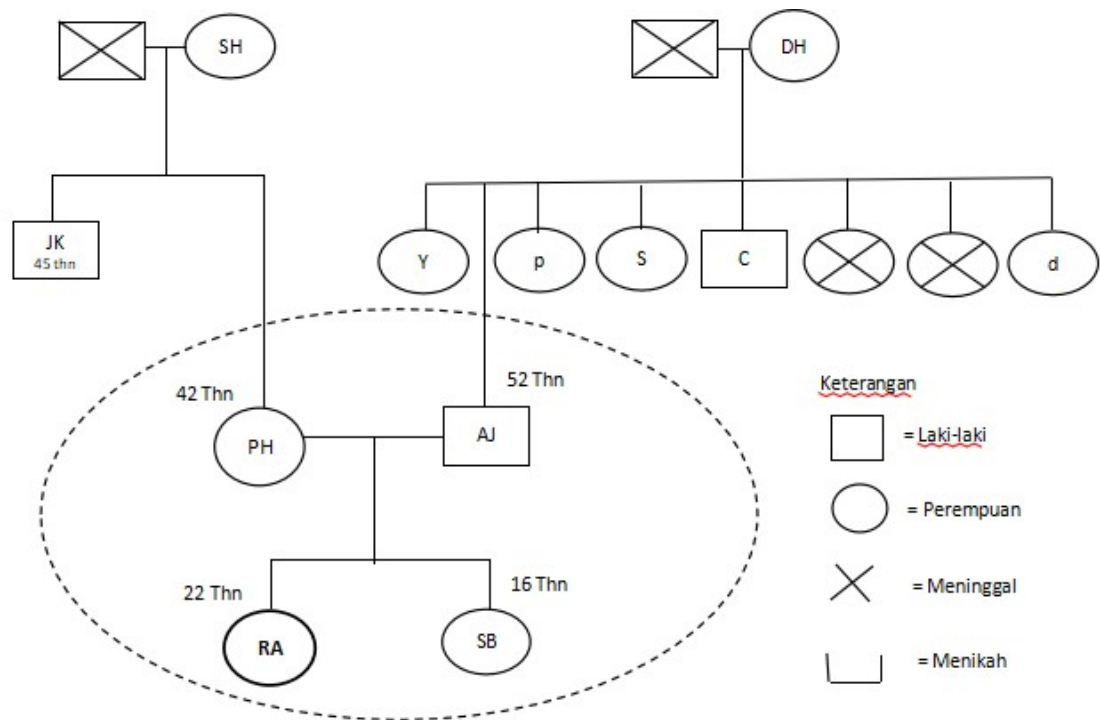 SH
DH
JK
45 thn
Y
p
S
C
d
42 Thn
52 Thn
PH
AJ
22 Thn
16 Thn
RA
SB
Keterangan
= Laki-laki
= Perempuan
= Meninggal
= Menikah